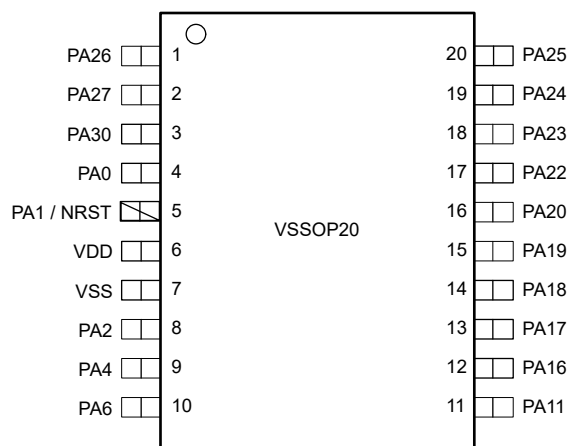 PA26 1 20 PA25
PA27 2 19 PA24
PA30 3 18 PA23
PA0 4 17 PA22
PA1 / NRST 5 16 PA20
VSSOP20
VDD 6 15 PA19
VSS 7 14 PA18
PA2 8 13 PA17
PA4 9 12 PA16
PA6 10 11 PA11